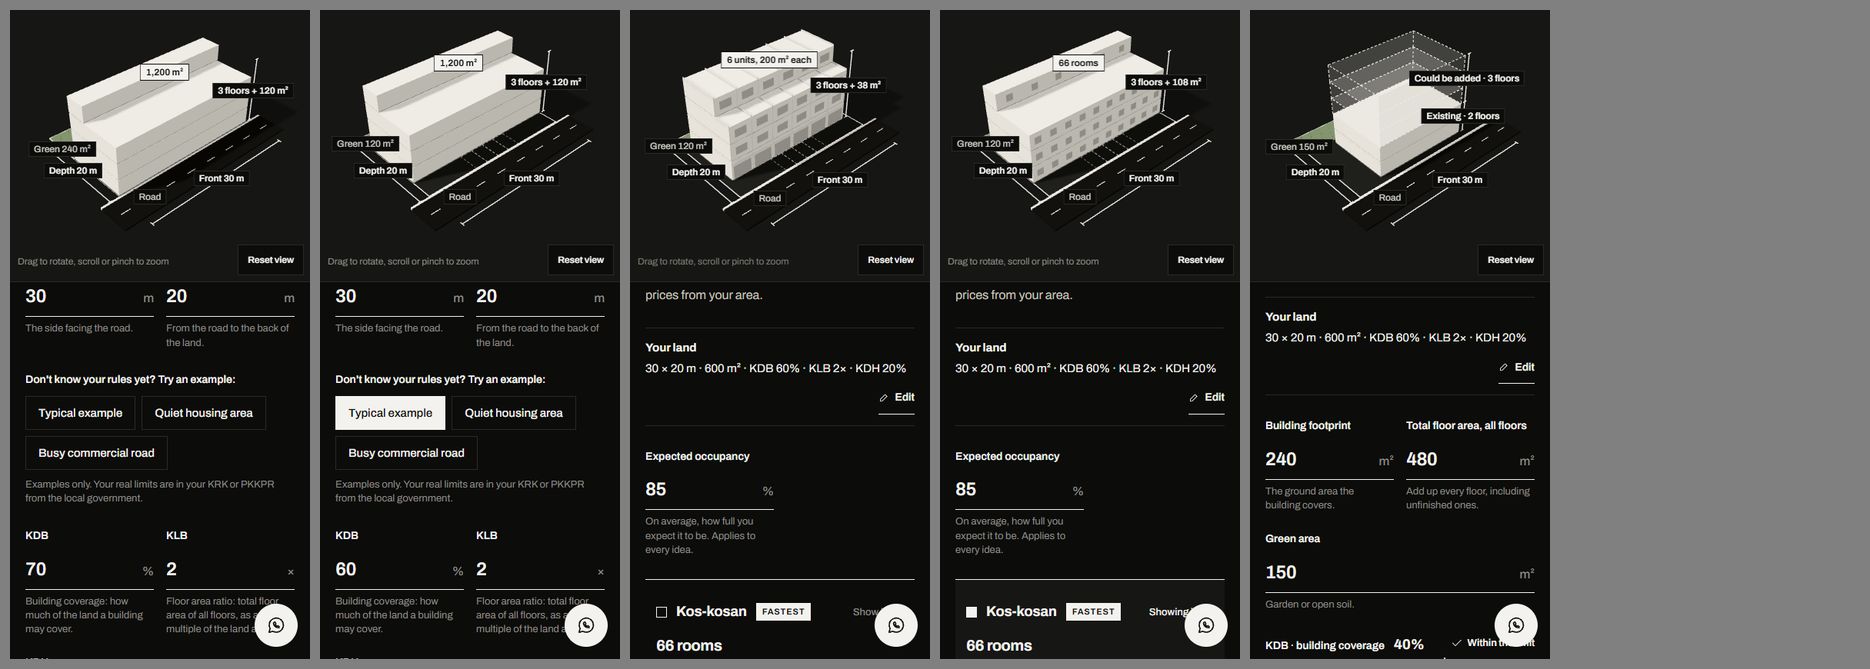 1,200 m²
3 floors + 120 m²
Green 240 m²
Depth 20 m
Front 30 m
Road
Drag to rotate, scroll or pinch to zoom
Reset view
30 m 20 m
The side facing the road.
From the road to the back of
the land.
Don't know your rules yet? Try an example:
Typical example
Quiet housing area
Busy commercial road
Examples only. Your real limits are in your KRK or PKKPR
from the local government.
KDB
KLB
70 %
2 ×
Building coverage: how
much of the land a building
may cover.
Floor area ratio: total floor
area of all floors, as a
multiple of the land
1,200 m²
3 floors + 120 m²
Green 120 m²
Depth 20 m
Front 30 m
Road
Drag to rotate, scroll or pinch to zoom
Reset view
30 m 20 m
The side facing the road.
From the road to the back of
the land.
Don't know your rules yet? Try an example:
Typical example
Quiet housing area
Busy commercial road
Examples only. Your real limits are in your KRK or PKKPR
from the local government.
KDB
KLB
60 %
2 ×
Building coverage: how
much of the land a building
may cover.
Floor area ratio: total floor
area of all floors, as a
multiple of the land
6 units, 200 m² each
3 floors + 38 m²
Green 120 m²
Depth 20 m
Front 30 m
Road
Drag to rotate, scroll or pinch to zoom
Reset view
prices from your area.
Your land
30 × 20 m · 600 m² · KDB 60% · KLB 2× · KDH 20%
Edit
Expected occupancy
85 %
On average, how full you
expect it to be. Applies to
every idea.
Kos-kosan FASTEST Show
66 rooms
66 rooms
3 floors + 108 m²
Green 120 m²
Depth 20 m
Front 30 m
Road
Drag to rotate, scroll or pinch to zoom
Reset view
prices from your area.
Your land
30 × 20 m · 600 m² · KDB 60% · KLB 2× · KDH 20%
Edit
Expected occupancy
85 %
On average, how full you
expect it to be. Applies to
every idea.
Kos-kosan FASTEST Showing
66 rooms
Could be added · 3 floors
Existing · 2 floors
Green 150 m²
Depth 20 m
Front 30 m
Road
Reset view
Your land
30 × 20 m · 600 m² · KDB 60% · KLB 2× · KDH 20%
Edit
Building footprint
Total floor area, all floors
240 m²
480 m²
The ground area the
building covers.
Add up every floor, including
unfinished ones.
Green area
150 m²
Garden or open soil.
KDB · building coverage 40% Within